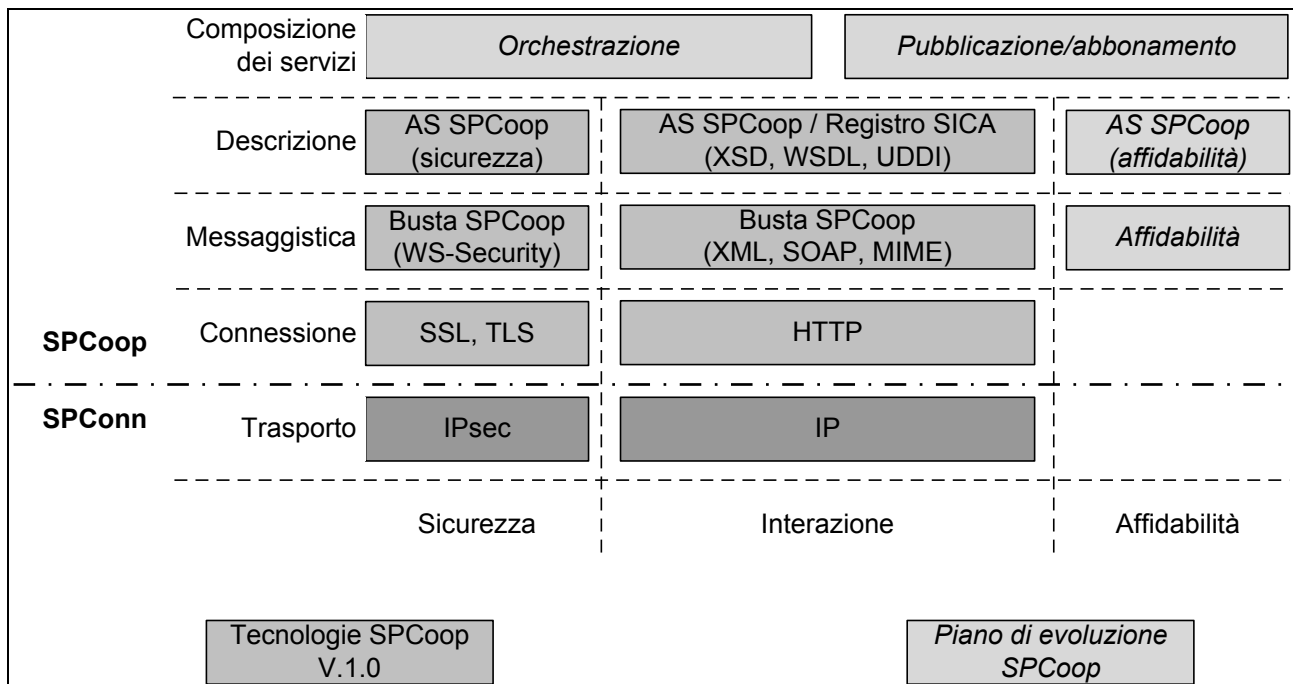 Composizione
dei servizi
Orchestrazione
Pubblicazione/abbonamento
Descrizione
AS SPCoop
(sicurezza)
AS SPCoop / Registro SICA
(XSD, WSDL, UDDI)
AS SPCoop
(affidabilità)
Messaggistica
Busta SPCoop
(WS-Security)
Busta SPCoop
(XML, SOAP, MIME)
Affidabilità
SPCoop
Connessione
SSL, TLS
HTTP
SPConn
Trasporto
IPsec
IP
Sicurezza
Interazione
Affidabilità
Tecnologie SPCoop
V.1.0
Piano di evoluzione
SPCoop